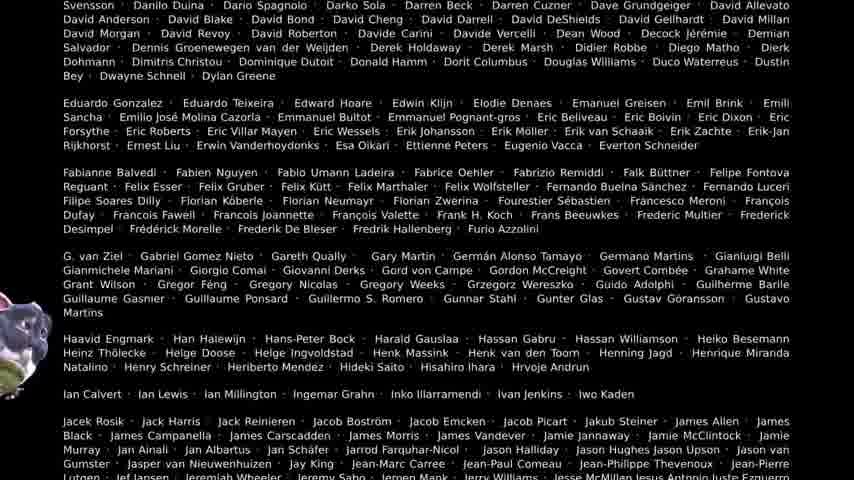 Svensson · Danilo Duina · Dario Spagnolo · Darko Sola · Darren Beck · Darren Cuzner · Dave Grundgeiger · David Allevato
David Anderson · David Blake · David Bond · David Cheng · David Darrell · David DeShields · David Gellhardt · David Millan
David Morgan · David Revoy · David Roberton · Davide Carini · Davide Vercelli · Dean Wood · Decock Jérémie · Demian
Salvador · Dennis Groenewegen van der Weijden · Derek Holdaway · Derek Marsh · Didier Robbe · Diego Matho · Dierk
Dohmann · Dimitris Christou · Dominique Dutoit · Donald Hamm · Dorit Columbus · Douglas Williams · Duco Waterreus · Dustin
Bey · Dwayne Schnell · Dylan Greene
Eduardo Gonzalez · Eduardo Teixeira · Edward Hoare · Edwin Klijn · Elodie Denaes · Emanuel Greisen · Emil Brink · Emili
Sancha · Emilio José Molina Cazorla · Emmanuel Bultot · Emmanuel Pognant-gros · Eric Beliveau · Eric Boivin · Eric Dixon · Eric
Forsythe · Eric Roberts · Eric Villar Mayen · Eric Wessels · Erik Johansson · Erik Möller · Erik van Schaaik · Erik Zachte · Erik-Jan
Rijkhorst · Ernest Liu · Erwin Vanderhoydonks · Esa Oikari · Ettienne Peters · Eugenio Vacca · Everton Schneider
Fabianne Balvedi · Fabien Nguyen · Fabio Umann Ladeira · Fabrice Oehler · Fabrizio Remiddi · Falk Büttner · Felipe Fontova
Reguant · Felix Esser · Felix Gruber · Felix Kütt · Felix Marthaler · Felix Wolfsteller · Fernando Buelna Sánchez · Fernando Luceri
Filipe Soares Dilly · Florian Köberle · Florian Neumayr · Florian Zwerina · Fourestier Sébastien · Francesco Meroni · François
Dufay · Francois Fawell · Francois Joannette · François Valette · Frank H. Koch · Frans Beeuwkes · Frederic Multier · Frederick
Desimpel · Frédérick Morelle · Frederik De Bleser · Fredrik Hallenberg · Furio Azzolini
G. van Ziel · Gabriel Gomez Nieto · Gareth Qually · Gary Martin · Germán Alonso Tamayo · Germano Martins · Gianluigi Belli
Gianmichele Mariani · Giorgio Comai · Giovanni Derks · Gord von Campe · Gordon McCreight · Govert Combée · Grahame White
Grant Wilson · Gregor Féng · Gregory Nicolas · Gregory Weeks · Grzegorz Wereszko · Guido Adolphi · Guilherme Barile
Guillaume Gasnier · Guillaume Ponsard · Guillermo S. Romero · Gunnar Stahl · Gunter Glas · Gustav Göransson · Gustavo
Martins
Haavid Engmark · Han Halewijn · Hans-Peter Bock · Harald Gauslaa · Hassan Gabru · Hassan Williamson · Heiko Besemann
Heinz Thölecke · Helge Doose · Helge Ingvoldstad · Henk Massink · Henk van den Toom · Henning Jagd · Henrique Miranda
Natalino · Henry Schreiner · Heriberto Mendez · Hideki Saito · Hisahiro Ihara · Hrvoje Andrun
Ian Calvert · Ian Lewis · Ian Millington · Ingemar Grahn · Inko Illarramendi · Ivan Jenkins · Iwo Kaden
Jacek Rosik · Jack Harris · Jack Reinieren · Jacob Boström · Jacob Emcken · Jacob Picart · Jakub Steiner · James Allen · James
Black · James Campanella · James Carscadden · James Morris · James Vandever · Jamie Jannaway · Jamie McClintock · Jamie
Murray · Jan Ainali · Jan Albartus · Jan Schäfer · Jarrod Farquhar-Nicol · Jason Halliday · Jason Hughes Jason Upson · Jason van
Gumster · Jasper van Nieuwenhuizen · Jay King · Jean-Marc Carree · Jean-Paul Comeau · Jean-Philippe Thevenoux · Jean-Pierre
Lutgen · Jef Jansen · Jeremiah Wheeler · Jeremy Sabo · Jeroen Mank · Jerry Williams · Jesse McMillan Jesus Antonio Juste Ezquerro